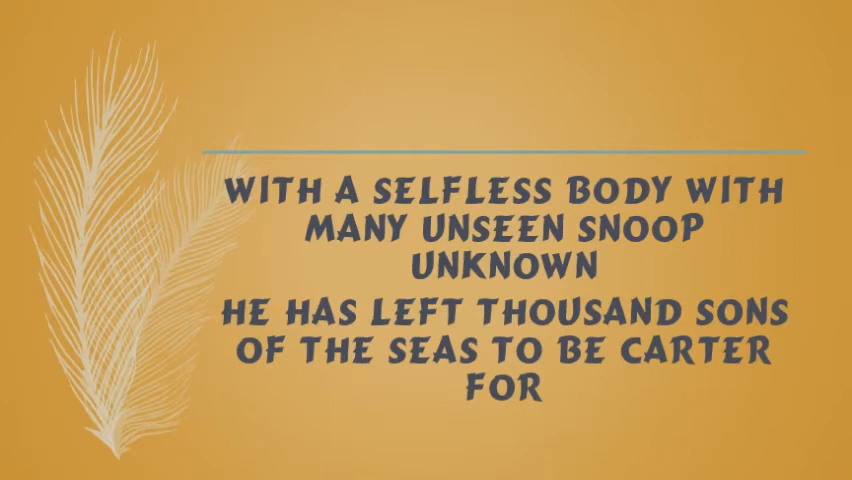 WITH A SELFLESS BODY WITH
MANY UNSEEN SNOOP
UNKNOWN
HE HAS LEFT THOUSAND SONS
OF THE SEAS TO BE CARTER
FOR